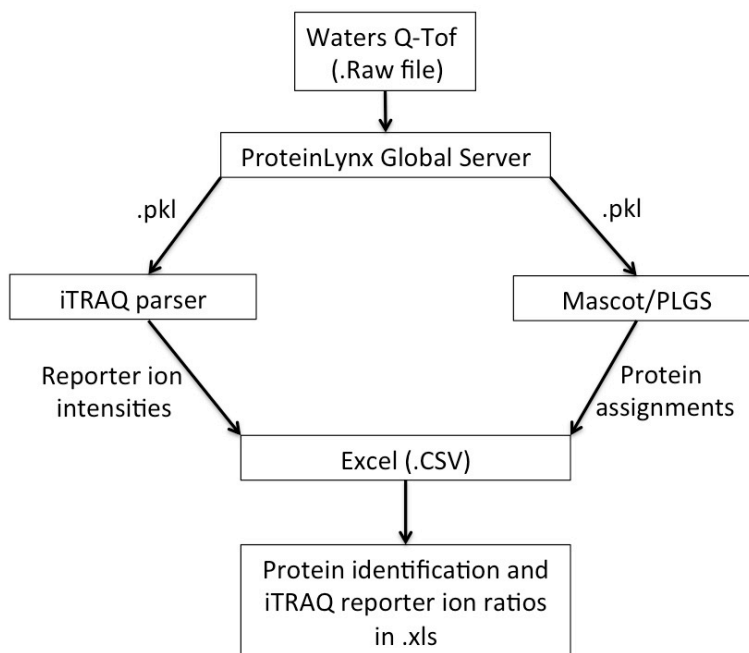 Waters Q-Tof
(.Raw file)
ProteinLynx Global Server
.pkl
.pkl
iTRAQ parser
Mascot/PLGS
Reporter ion
intensities
Protein
assignments
Excel (.CSV)
Protein identification and
iTRAQ reporter ion ratios
in .xls